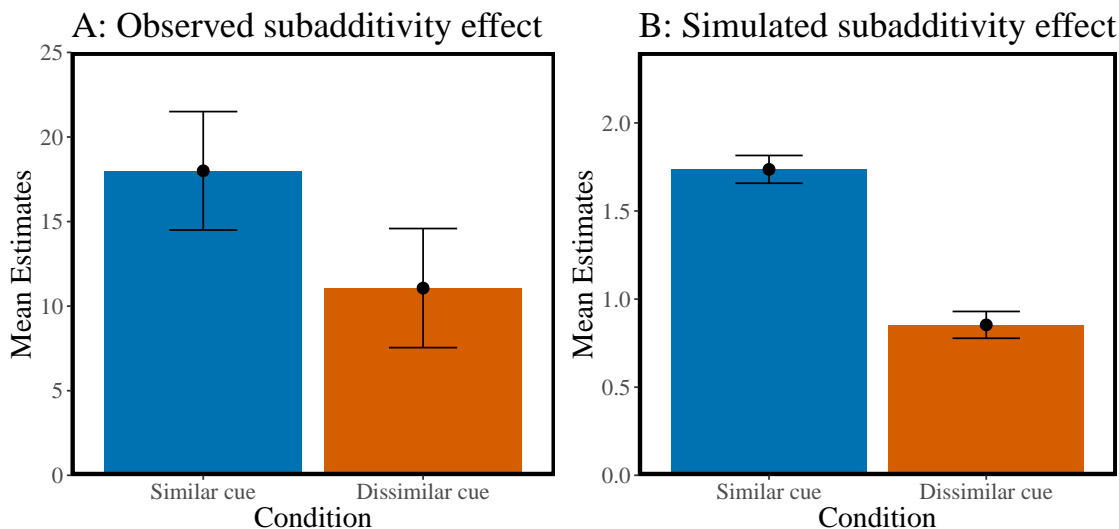 A: Observed subadditivity effect
25
20
15
10
5
0
Mean Estimates
Similar cue
Dissimilar cue
Condition
B: Simulated subadditivity effect
2.0
1.5
1.0
0.5
0.0
Mean Estimates
Similar cue
Dissimilar cue
Condition